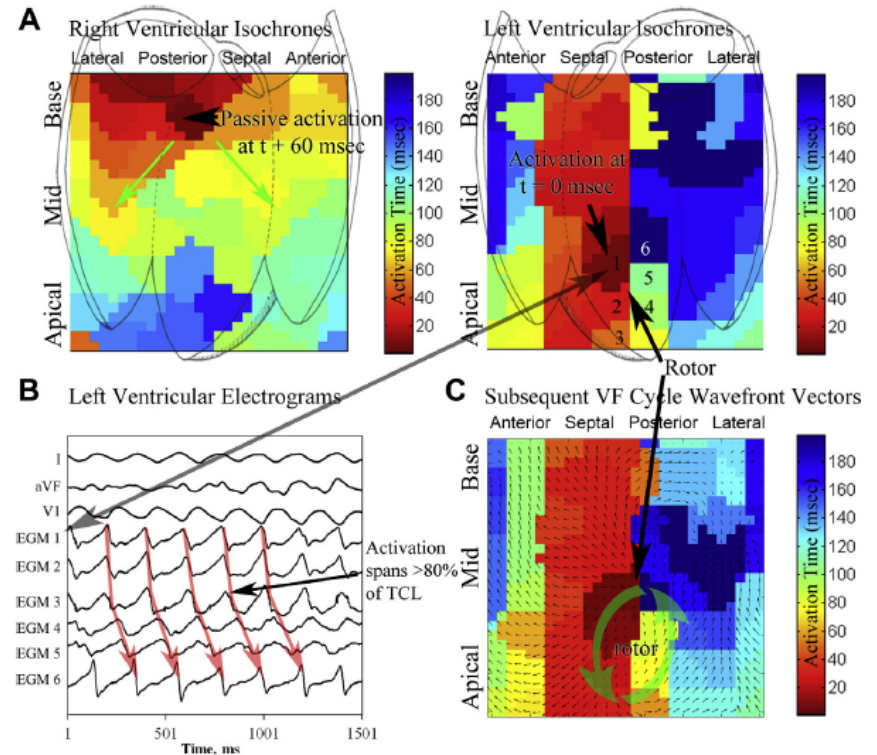 A
Right Ventricular Isochrones
Lateral Posterior Septal Anterior
Base
Mid
Apical
Passive activation
at t + 60 msec
180
160
140
120
100
80
60
40
20
Activation Time (msec)
Left Ventricular Isochrones
Anterior Septal Posterior Lateral
Base
Mid
Apical
Activation at
t = 0 msec
1
2
3
4
5
6
180
160
140
120
100
80
60
40
20
Activation Time (msec)
Rotor
B
Left Ventricular Electrograms
I
aVF
V1
EGM 1
EGM 2
EGM 3
EGM 4
EGM 5
EGM 6
Activation
spans >80%
of TCL
1 501 1001 1501
Time, ms
C
Subsequent VF Cycle Wavefront Vectors
Anterior Septal Posterior Lateral
Base
Mid
Apical
rotor
180
160
140
120
100
80
60
40
20
Activation Time (msec)